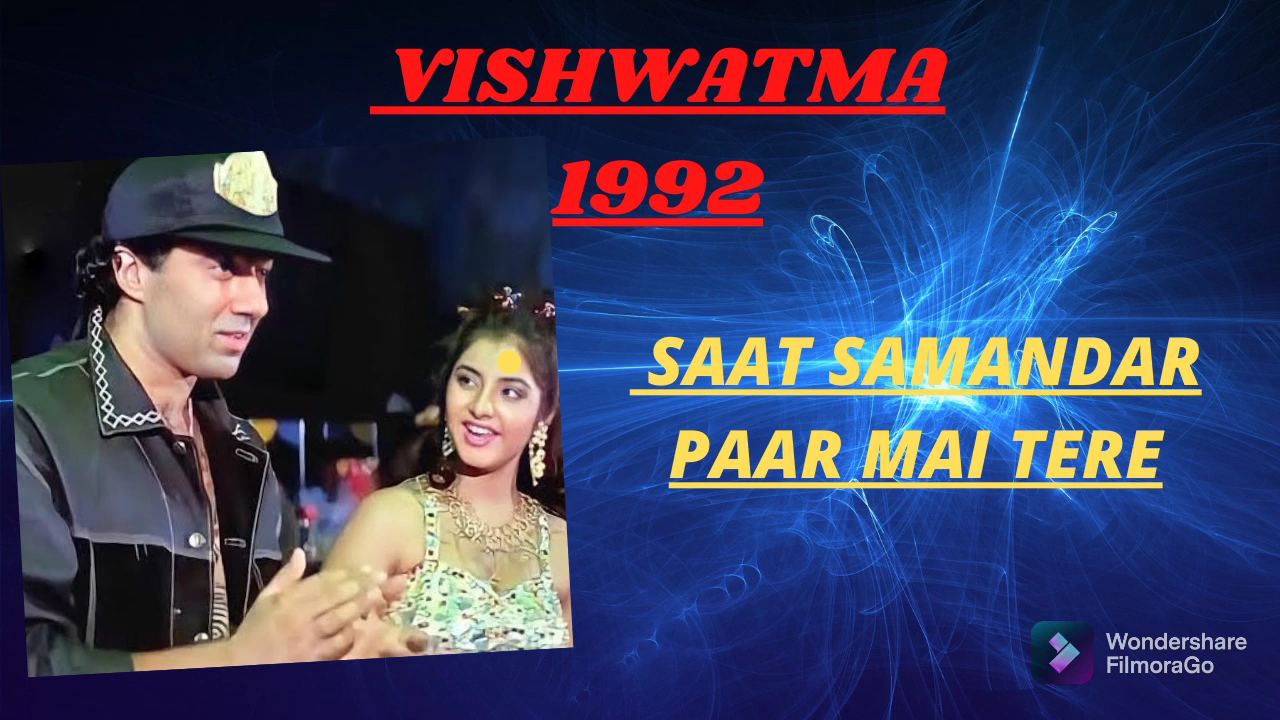 VISHWATMA
1992
SAAT SAMANDAR
PAAR MAI TERE
Wondershare
FilmoraGo